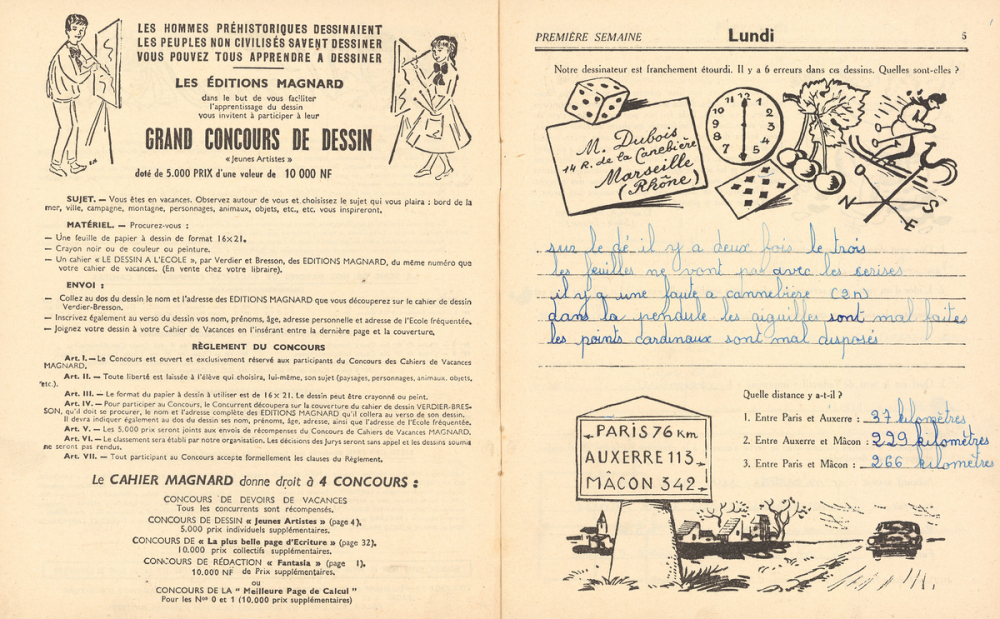 LES HOMMES PRÉHISTORIQUES DESSINAIENT
LES PEUPLES NON CIVILISÉS SAVENT DESSINER
VOUS POUVEZ TOUS APPRENDRE A DESSINER
LES ÉDITIONS MAGNARD
dans le but de vous faciliter
l'apprentissage du dessin
vous invitent à participer à leur
GRAND CONCOURS DE DESSIN
« Jeunes Artistes »
doté de 5.000 PRIX d'une valeur de 10 000 NF
SUJET. — Vous êtes en vacances. Observez autour de vous et choisissez le sujet qui vous plaira : bord de la
mer, ville, campagne, montagne, personnages, animaux, objets, etc., etc. vous inspireront.
MATÉRIEL. — Procurez-vous :
— Une feuille de papier à dessin de format 16x21.
— Crayon noir ou de couleur ou peinture.
— Un cahier « LE DESSIN A L'ECOLE », par Verdier et Bresson, des EDITIONS MAGNARD, du même numéro que
votre cahier de vacances. (En vente chez votre libraire).
ENVOI :
— Collez au dos du dessin le nom et l'adresse des EDITIONS MAGNARD que vous découperez sur le cahier de dessin
Verdier-Bresson.
— Inscrivez également au verso du dessin vos nom, prénoms, âge, adresse personnelle et adresse de l'Ecole fréquentée.
— Joignez votre dessin à votre Cahier de Vacances en l'insérant entre la dernière page et la couverture.
RÈGLEMENT DU CONCOURS
Art. I. — Le Concours est ouvert et exclusivement réservé aux participants du Concours des Cahiers de Vacances
MAGNARD.
Art. II. — Toute liberté est laissée à l'élève qui choisira, lui-même, son sujet (paysages, personnages, animaux, objets,
etc.).
Art. III. — Le format du papier à dessin à utiliser est de 16 × 21. Le dessin peut être crayonné ou peint.
Art. IV. — Pour participer au Concours, le Concurrent découpera sur la couverture du cahier de dessin VERDIER-BRES-
SON, qu'il doit se procurer, le nom et l'adresse complète des EDITIONS MAGNARD qu'il collera au verso de son dessin.
Il devra indiquer également au dos du dessin ses nom, prénoms, âge, adresse, ainsi que l'adresse de l'Ecole fréquentée.
Art. V. — Les 5.000 prix seront joints aux envois de récompenses du Concours de Cahiers de Vacances MAGNARD.
Art. VI. — Le classement sera établi par notre organisation. Les décisions des Jurys seront sans appel et les dessins soumis
ne seront pas rendus.
Art. VII. — Tout participant au Concours accepte formellement les clauses du Règlement.
Le CAHIER MAGNARD donne droit à 4 CONCOURS :
CONCOURS DE DEVOIRS DE VACANCES
Tous les concurrents sont récompensés.
CONCOURS DE DESSIN « Jeunes Artistes » (page 4),
5.000 prix individuels supplémentaires.
CONCOURS DE « La plus belle page d'Ecriture » (page 32),
10.000 prix collectifs supplémentaires.
CONCOURS DE RÉDACTION « Fantasia » (page 1),
10.000 NF de Prix supplémentaires.
ou
CONCOURS DE LA " Meilleure Page de Calcul "
Pour les Nos 0 et 1 (10.000 prix supplémentaires)
PREMIÈRE SEMAINE Lundi 5
Notre dessinateur est franchement étourdi. Il y a 6 erreurs dans ces dessins. Quelles sont-elles ?
M. Dubois
14 R. de la Canebière
Marseille
(Rhône)
12 1 2 3 4 5 7 8 9 10 11
N
S
E
sur le dé il y a deux fois le trois
les feuilles ne vont pas avec les cerises
il y a une faute a cannebière (2n)
dans la pendule les aiguilles sont mal faites
les points cardinaux sont mal disposés
Quelle distance y a-t-il ?
1. Entre Paris et Auxerre : 37 kilomètres
2. Entre Auxerre et Mâcon : 229 kilomètres
3. Entre Paris et Mâcon : 266 kilomètres
PARIS 76 KM
AUXERRE 113
MÂCON 342